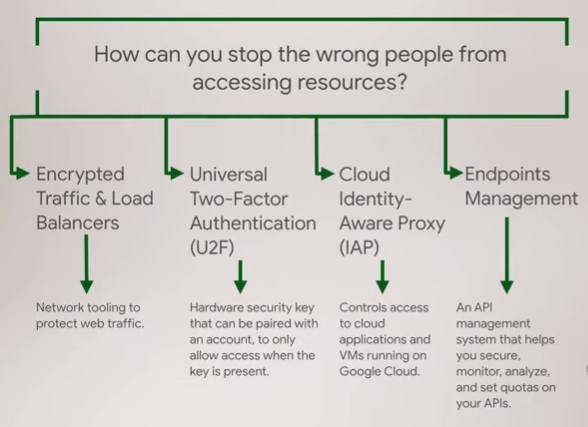 How can you stop the wrong people from
accessing resources?
Encrypted
Traffic & Load
Balancers
Network tooling to
protect web traffic.
Universal
Two-Factor
Authentication
(U2F)
Hardware security key
that can be paired with
an account, to only
allow access when the
key is present.
Cloud
Identity-
Aware Proxy
(IAP)
Controls access
to cloud
applications and
VMs running on
Google Cloud.
Endpoints
Management
An API
management
system that helps
you secure,
monitor, analyze,
and set quotas on
your APIs.